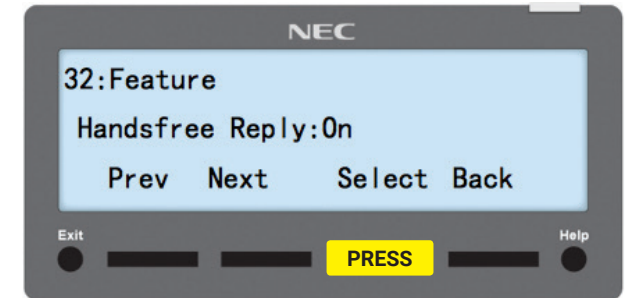 NEC
32:Feature
Handsfree Reply:On
Prev Next Select Back
Exit Help
PRESS